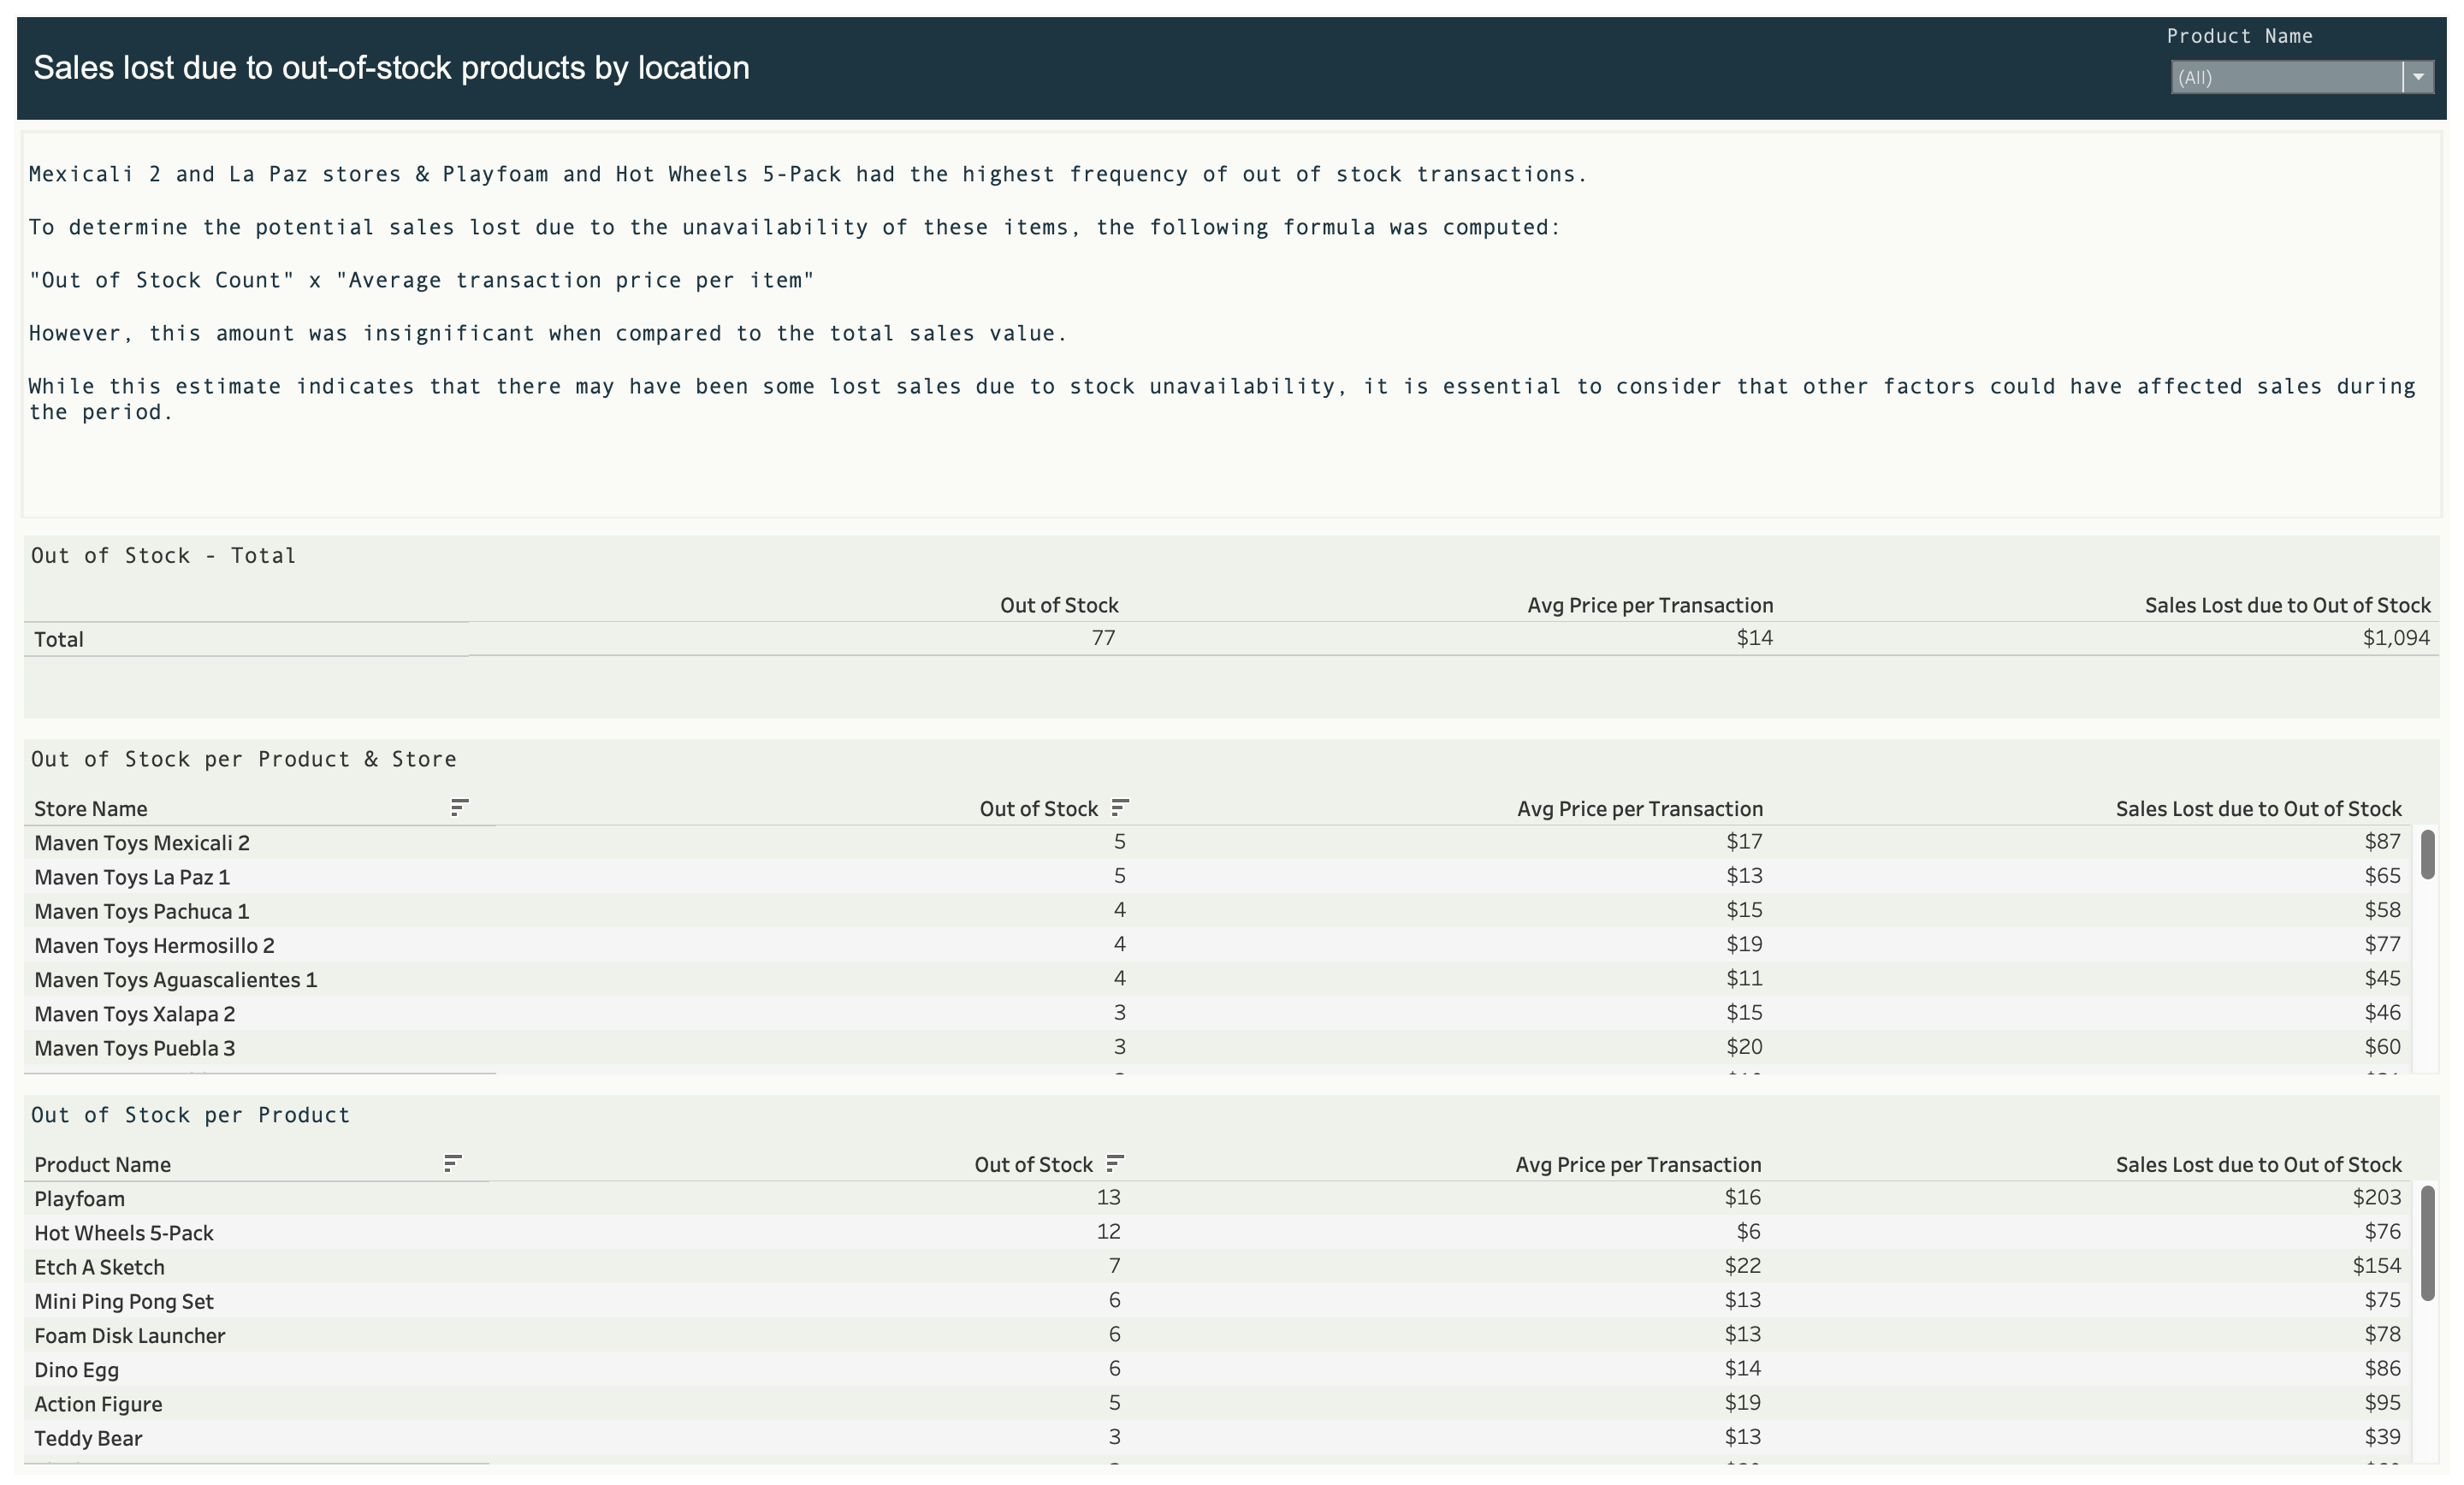 Product Name
Sales lost due to out-of-stock products by location
(All)
Mexicali 2 and La Paz stores & Playfoam and Hot Wheels 5-Pack had the highest frequency of out of stock transactions.
To determine the potential sales lost due to the unavailability of these items, the following formula was computed:
"Out of Stock Count" x "Average transaction price per item"
However, this amount was insignificant when compared to the total sales value.
While this estimate indicates that there may have been some lost sales due to stock unavailability, it is essential to consider that other factors could have affected sales during
the period.
Out of Stock - Total
Out of Stock Avg Price per Transaction Sales Lost due to Out of Stock
Total 77 $14 $1,094
Out of Stock per Product & Store
Store Name Out of Stock Avg Price per Transaction Sales Lost due to Out of Stock
Maven Toys Mexicali 2 5 $17 $87
Maven Toys La Paz 1 5 $13 $65
Maven Toys Pachuca 1 4 $15 $58
Maven Toys Hermosillo 2 4 $19 $77
Maven Toys Aguascalientes 1 4 $11 $45
Maven Toys Xalapa 2 3 $15 $46
Maven Toys Puebla 3 3 $20 $60
Out of Stock per Product
Product Name Out of Stock Avg Price per Transaction Sales Lost due to Out of Stock
Playfoam 13 $16 $203
Hot Wheels 5-Pack 12 $6 $76
Etch A Sketch 7 $22 $154
Mini Ping Pong Set 6 $13 $75
Foam Disk Launcher 6 $13 $78
Dino Egg 6 $14 $86
Action Figure 5 $19 $95
Teddy Bear 3 $13 $39